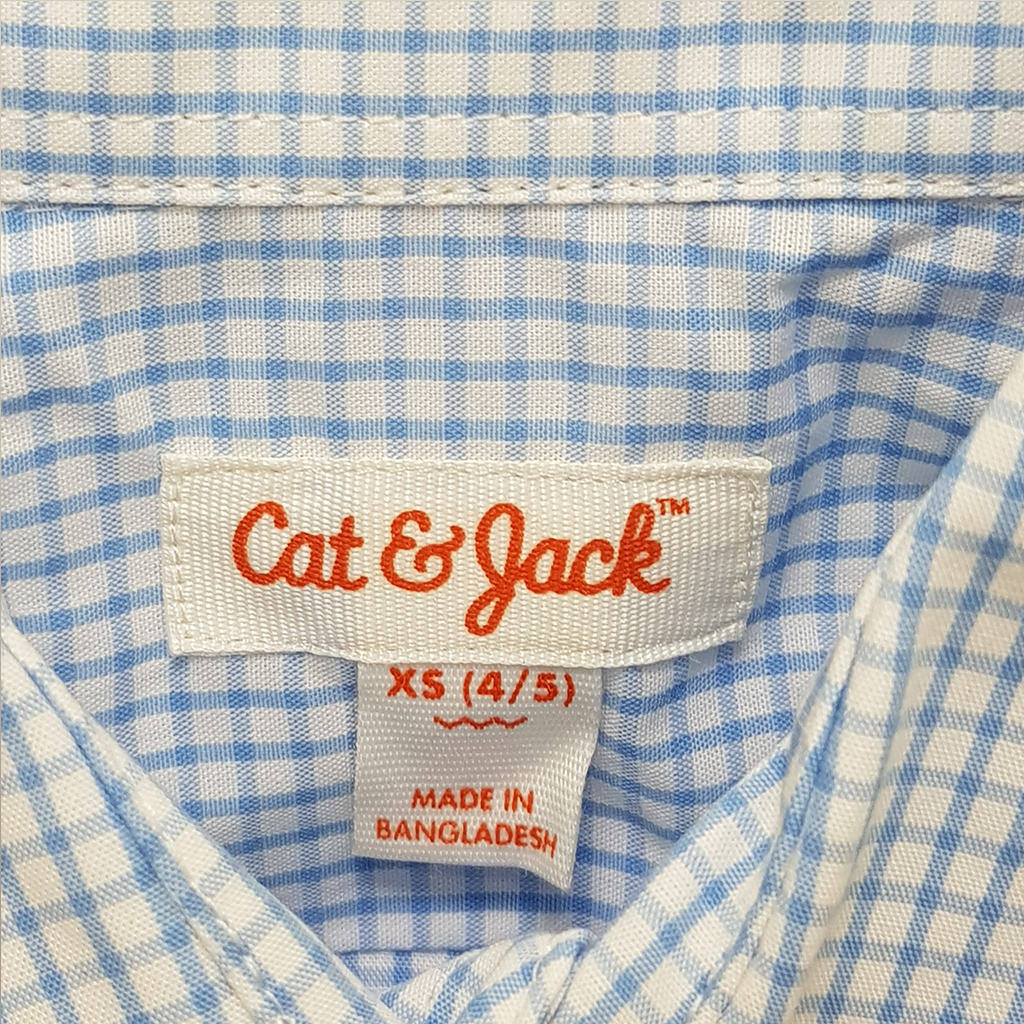 Cat & Jack™
XS (4/5)
MADE IN
BANGLADESH